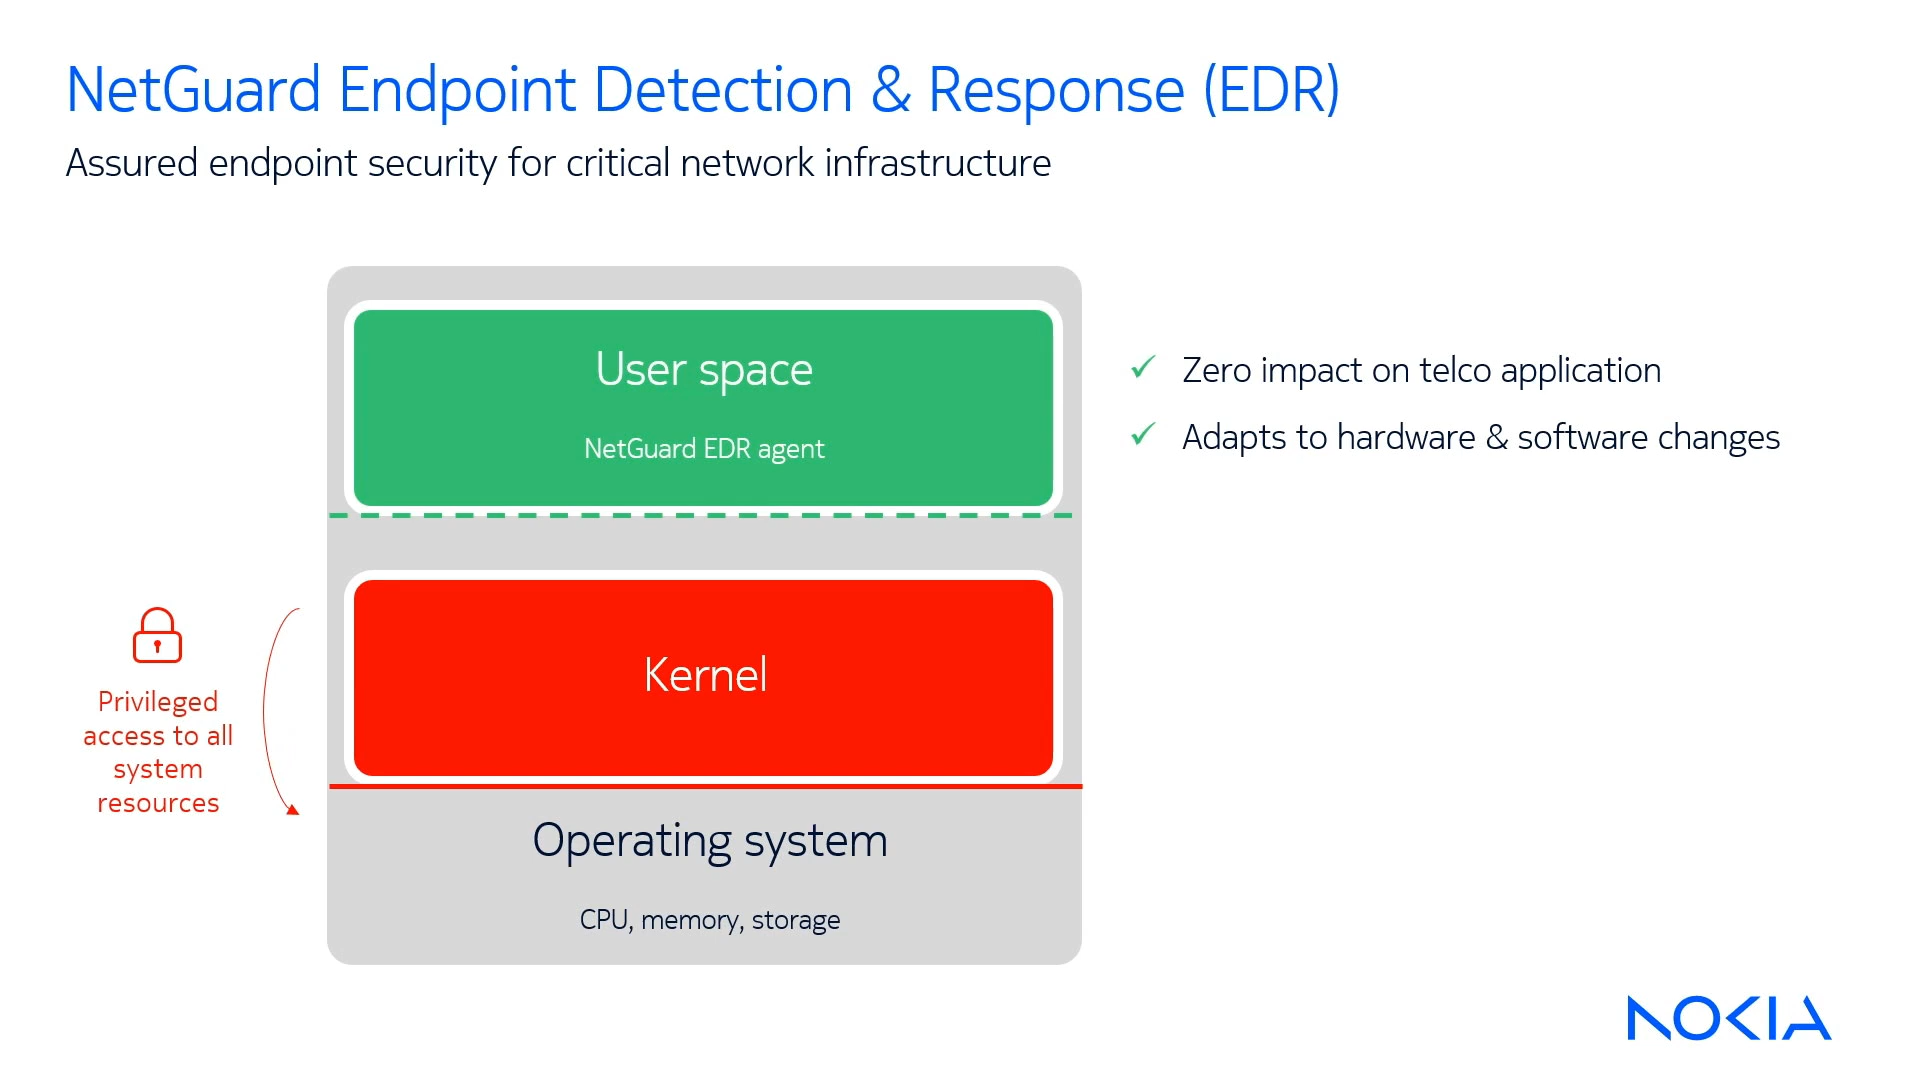 NetGuard Endpoint Detection & Response (EDR)
Assured endpoint security for critical network infrastructure
User space
NetGuard EDR agent
Zero impact on telco application
Adapts to hardware & software changes
Privileged
access to all
system
resources
Kernel
Operating system
CPU, memory, storage
NOKIA